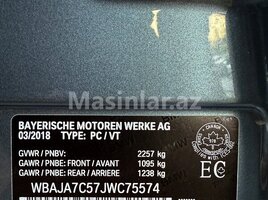 Masinlar.az
BAYERISCHE MOTOREN WERKE AG
03/2018 TYPE: PC / VT
GVWR / PNBV: 2257 kg
GAWR / PNBE: FRONT / AVANT 1095 kg
GAWR / PNBE: REAR / ARRIERE 1238 kg
WBAJA7C57JWC75574
EC